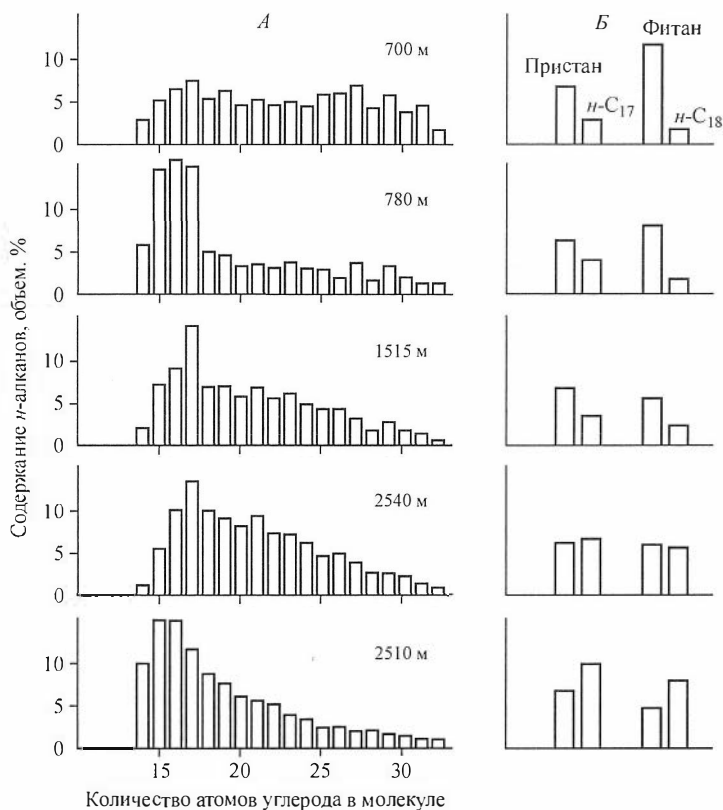 А
Б
700 м
Фитан
Пристан
н-C17
н-C18
10
5
0
780 м
10
5
0
1515 м
10
5
0
2540 м
10
5
0
2510 м
10
5
0
15 20 25 30
Содержание н-алканов, объем. %
Количество атомов углерода в молекуле